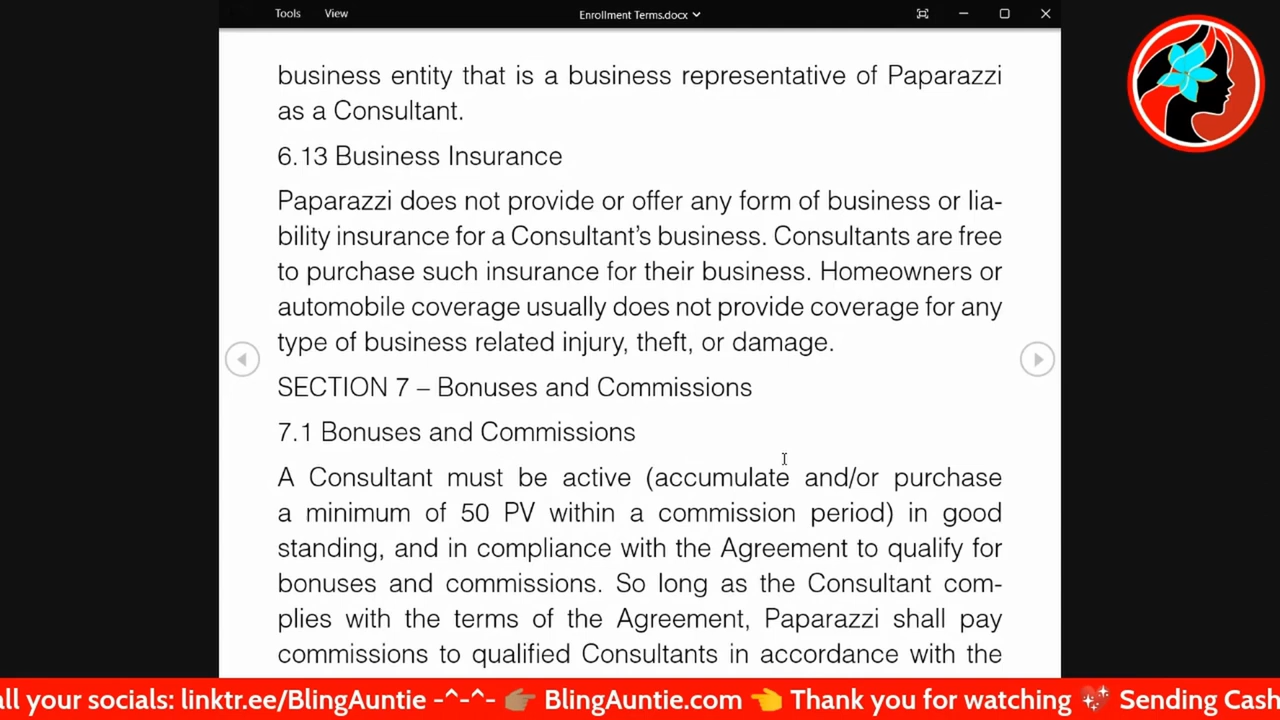 Tools View Enrollment Terms.docx
business entity that is a business representative of Paparazzi
as a Consultant.
6.13 Business Insurance
Paparazzi does not provide or offer any form of business or lia-
bility insurance for a Consultant's business. Consultants are free
to purchase such insurance for their business. Homeowners or
automobile coverage usually does not provide coverage for any
type of business related injury, theft, or damage.
SECTION 7 – Bonuses and Commissions
7.1 Bonuses and Commissions
A Consultant must be active (accumulate and/or purchase
a minimum of 50 PV within a commission period) in good
standing, and in compliance with the Agreement to qualify for
bonuses and commissions. So long as the Consultant com-
plies with the terms of the Agreement, Paparazzi shall pay
commissions to qualified Consultants in accordance with the
all your socials: linktr.ee/BlingAuntie -^-^- 👉🏽 BlingAuntie.com 👈 Thank you for watching 💖 Sending Cash